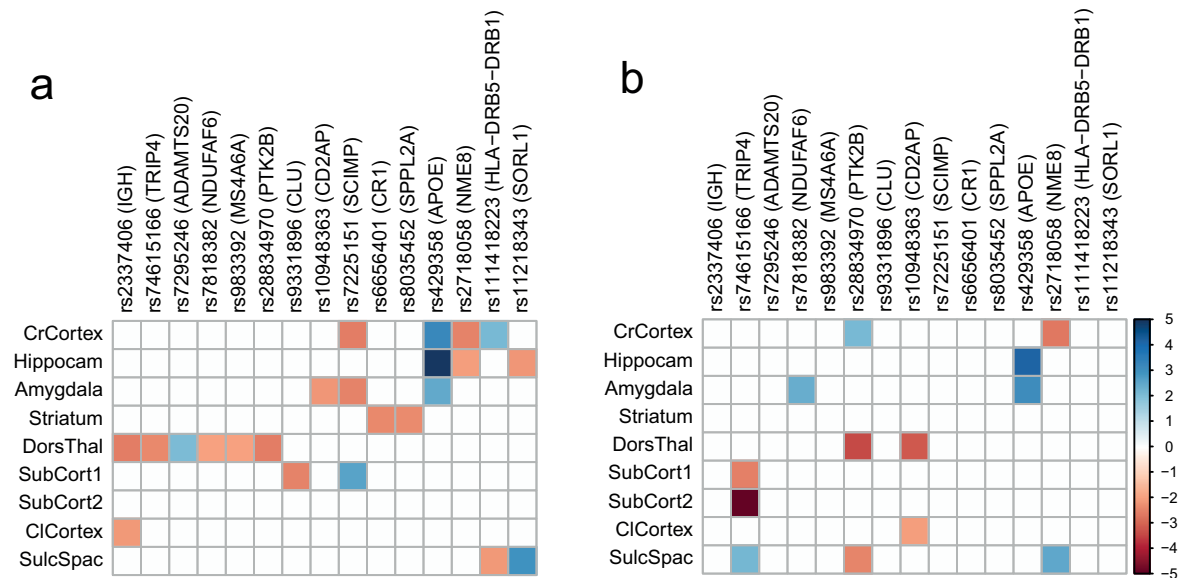 a
rs2337406 (IGH)
rs74615166 (TRIP4)
rs7295246 (ADAMTS20)
rs7818382 (NDUFAF6)
rs983392 (MS4A6A)
rs28834970 (PTK2B)
rs9331896 (CLU)
rs10948363 (CD2AP)
rs7225151 (SCIMP)
rs6656401 (CR1)
rs8035452 (SPPL2A)
rs429358 (APOE)
rs2718058 (NME8)
rs111418223 (HLA−DRB5−DRB1)
rs11218343 (SORL1)
CrCortex
Hippocam
Amygdala
Striatum
DorsThal
SubCort1
SubCort2
ClCortex
SulcSpac
b
rs2337406 (IGH)
rs74615166 (TRIP4)
rs7295246 (ADAMTS20)
rs7818382 (NDUFAF6)
rs983392 (MS4A6A)
rs28834970 (PTK2B)
rs9331896 (CLU)
rs10948363 (CD2AP)
rs7225151 (SCIMP)
rs6656401 (CR1)
rs8035452 (SPPL2A)
rs429358 (APOE)
rs2718058 (NME8)
rs111418223 (HLA−DRB5−DRB1)
rs11218343 (SORL1)
CrCortex
Hippocam
Amygdala
Striatum
DorsThal
SubCort1
SubCort2
ClCortex
SulcSpac
5
4
3
2
1
0
−1
−2
−3
−4
−5